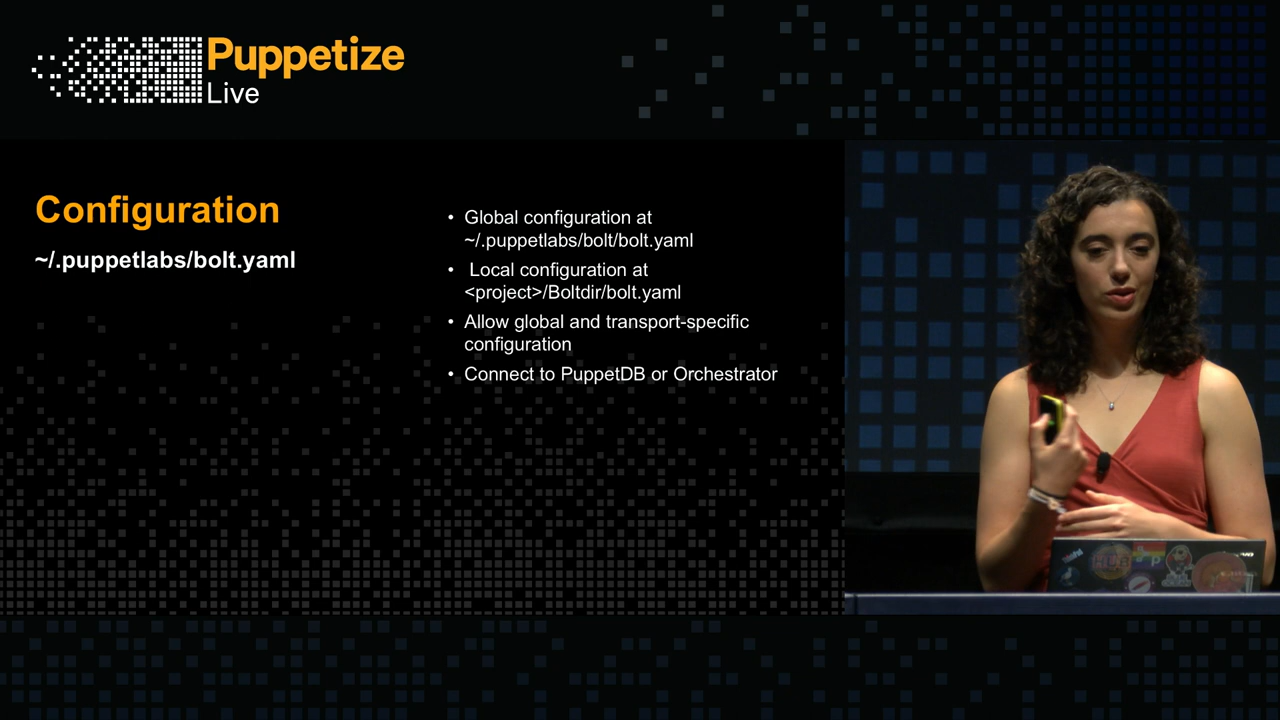 Puppetize
Live
Configuration
~/.puppetlabs/bolt.yaml
• Global configuration at
~/.puppetlabs/bolt/bolt.yaml
• Local configuration at
<project>/Boltdir/bolt.yaml
• Allow global and transport-specific
configuration
• Connect to PuppetDB or Orchestrator